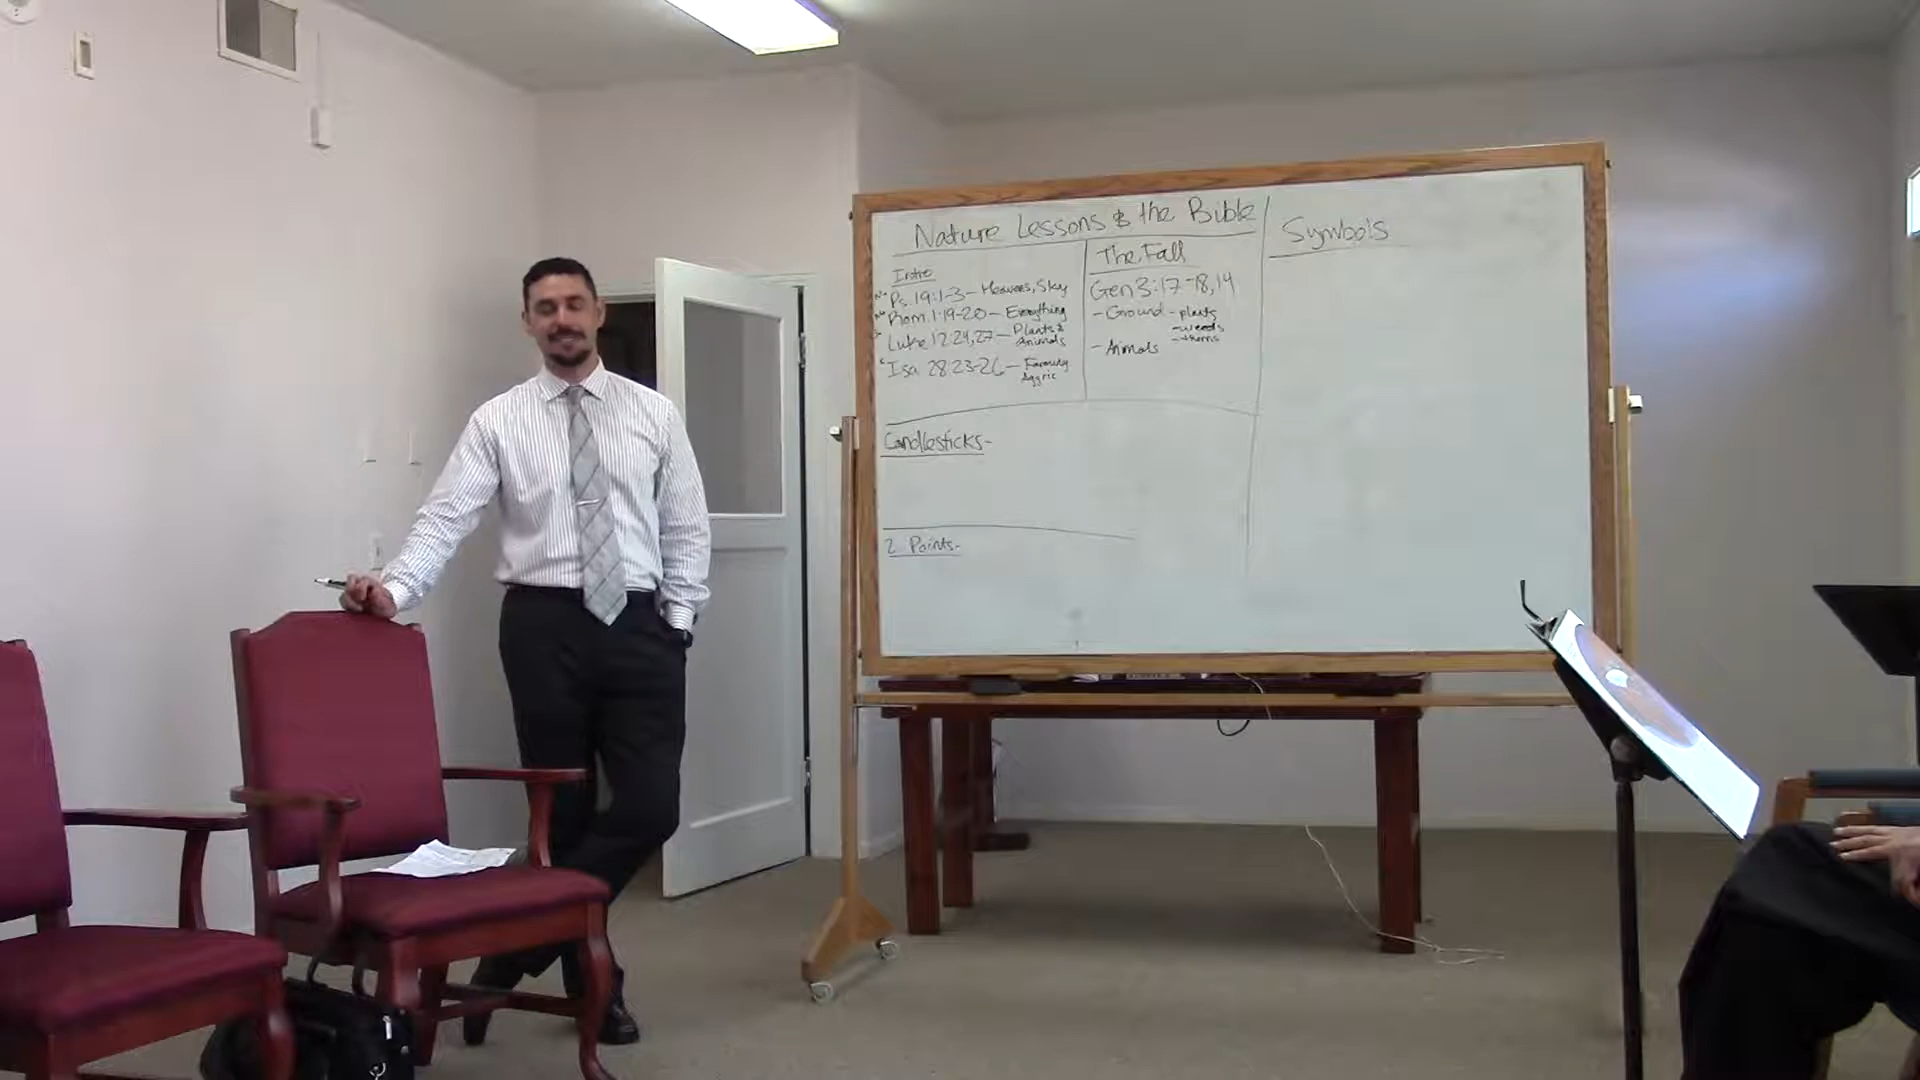 Nature Lessons & the Bible
Intro
Ps. 19:1-3 - Heavens, Sky
Rom. 1:19-20 - Everything
Luke 12:24,27 - Plants &
Animals
Isa 28:23-26 - Farming
Aggric
The Fall
Gen 3:17-18,14
- Ground - plants
- weeds
- thorns
- Animals
Candlesticks-
2 Points-
Symbols